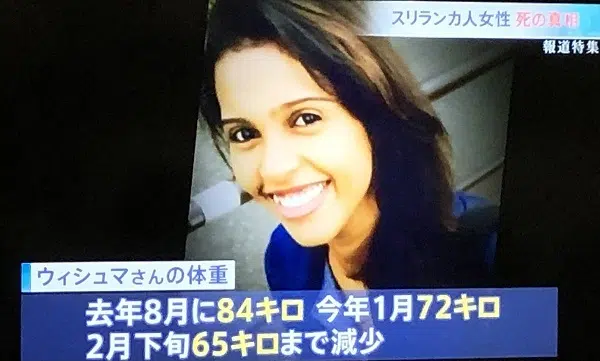 スリランカ人女性 死の真相
報道特集
ウィシュマさんの体重
去年8月に84キロ 今年1月72キロ
2月下旬65キロまで減少